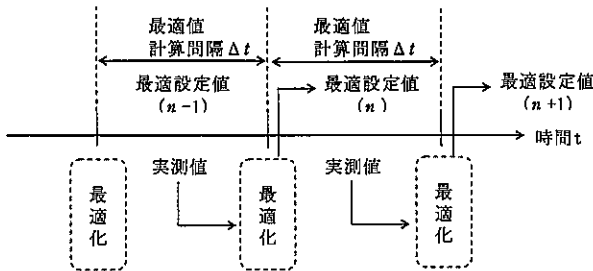 最適値
計算間隔Δt
最適値
計算間隔Δt
最適設定値
(n-1)
最適設定値
(n)
最適設定値
(n+1)
時間t
実測値
実測値
最適化
最適化
最適化